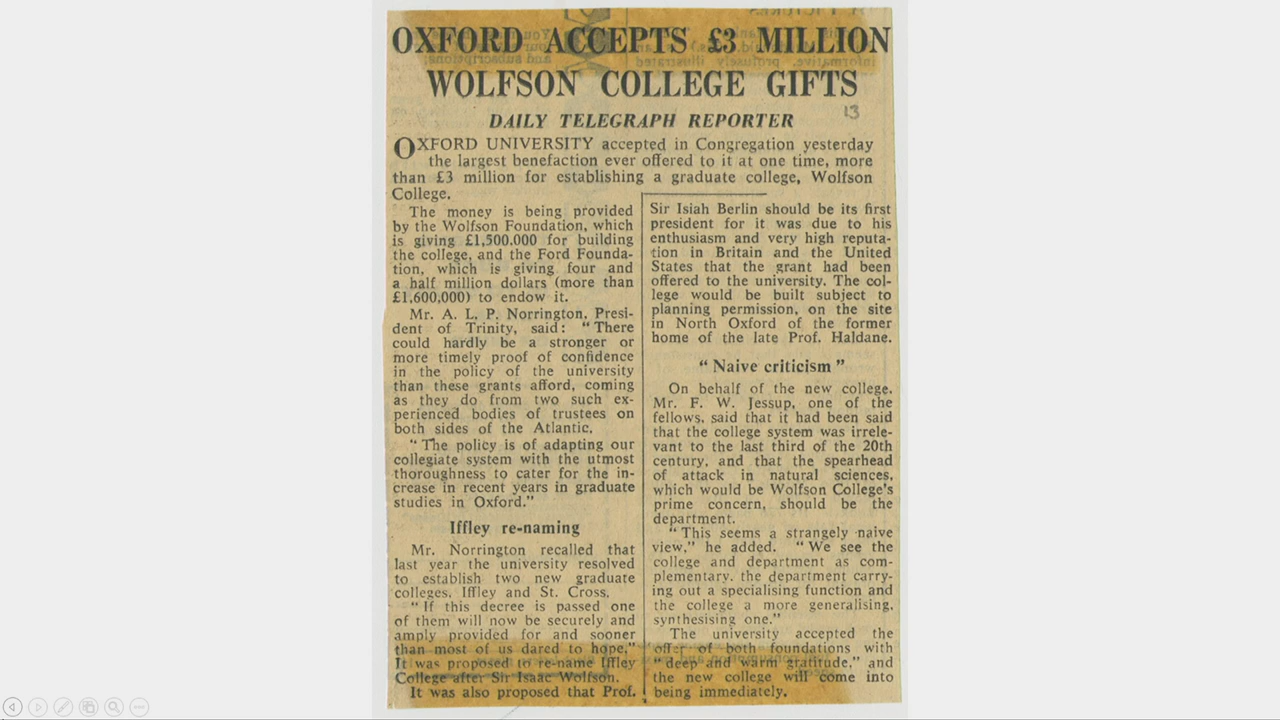 OXFORD ACCEPTS £3 MILLION
WOLFSON COLLEGE GIFTS
13
DAILY TELEGRAPH REPORTER
OXFORD UNIVERSITY accepted in Congregation yesterday
the largest benefaction ever offered to it at one time, more
than £3 million for establishing a graduate college, Wolfson
College.
The money is being provided
by the Wolfson Foundation, which
is giving £1,500.000 for building
the college, and the Ford Founda-
tion, which is giving four and
a half million dollars (more than
£1,600,000) to endow it.
Mr. A. L. P. Norrington, Presi-
dent of Trinity, said: "There
could hardly be a stronger or
more timely proof of confidence
in the policy of the university
than these grants afford, coming
as they do from two such ex-
perienced bodies of trustees on
both sides of the Atlantic.
"The policy is of adapting our
collegiate system with the utmost
thoroughness to cater for the in-
crease in recent years in graduate
studies in Oxford."
Iffley re-naming
Mr. Norrington recalled that
last year the university resolved
to establish two new graduate
colleges, Iffley and St. Cross.
"If this decree is passed one
of them will now be securely and
amply provided for and sooner
than most of us dared to hope."
It was proposed to re-name Iffley
College after Sir Isaac Wolfson.
It was also proposed that Prof.
Sir Isiah Berlin should be its first
president for it was due to his
enthusiasm and very high reputa-
tion in Britain and the United
States that the grant had been
offered to the university. The col-
lege would be built subject to
planning permission, on the site
in North Oxford of the former
home of the late Prof. Haldane.
"Naive criticism"
On behalf of the new college,
Mr. F. W. Jessup, one of the
fellows, said that it had been said
that the college system was irrele-
vant to the last third of the 20th
century, and that the spearhead
of attack in natural sciences,
which would be Wolfson College's
prime concern, should be the
department.
"This seems a strangely naive
view," he added. "We see the
college and department as com-
plementary, the department carry-
ing out a specialising function and
the college a more generalising,
synthesising one."
The university accepted the
offer of both foundations with
"deep and warm gratitude," and
the new college will come into
being immediately.